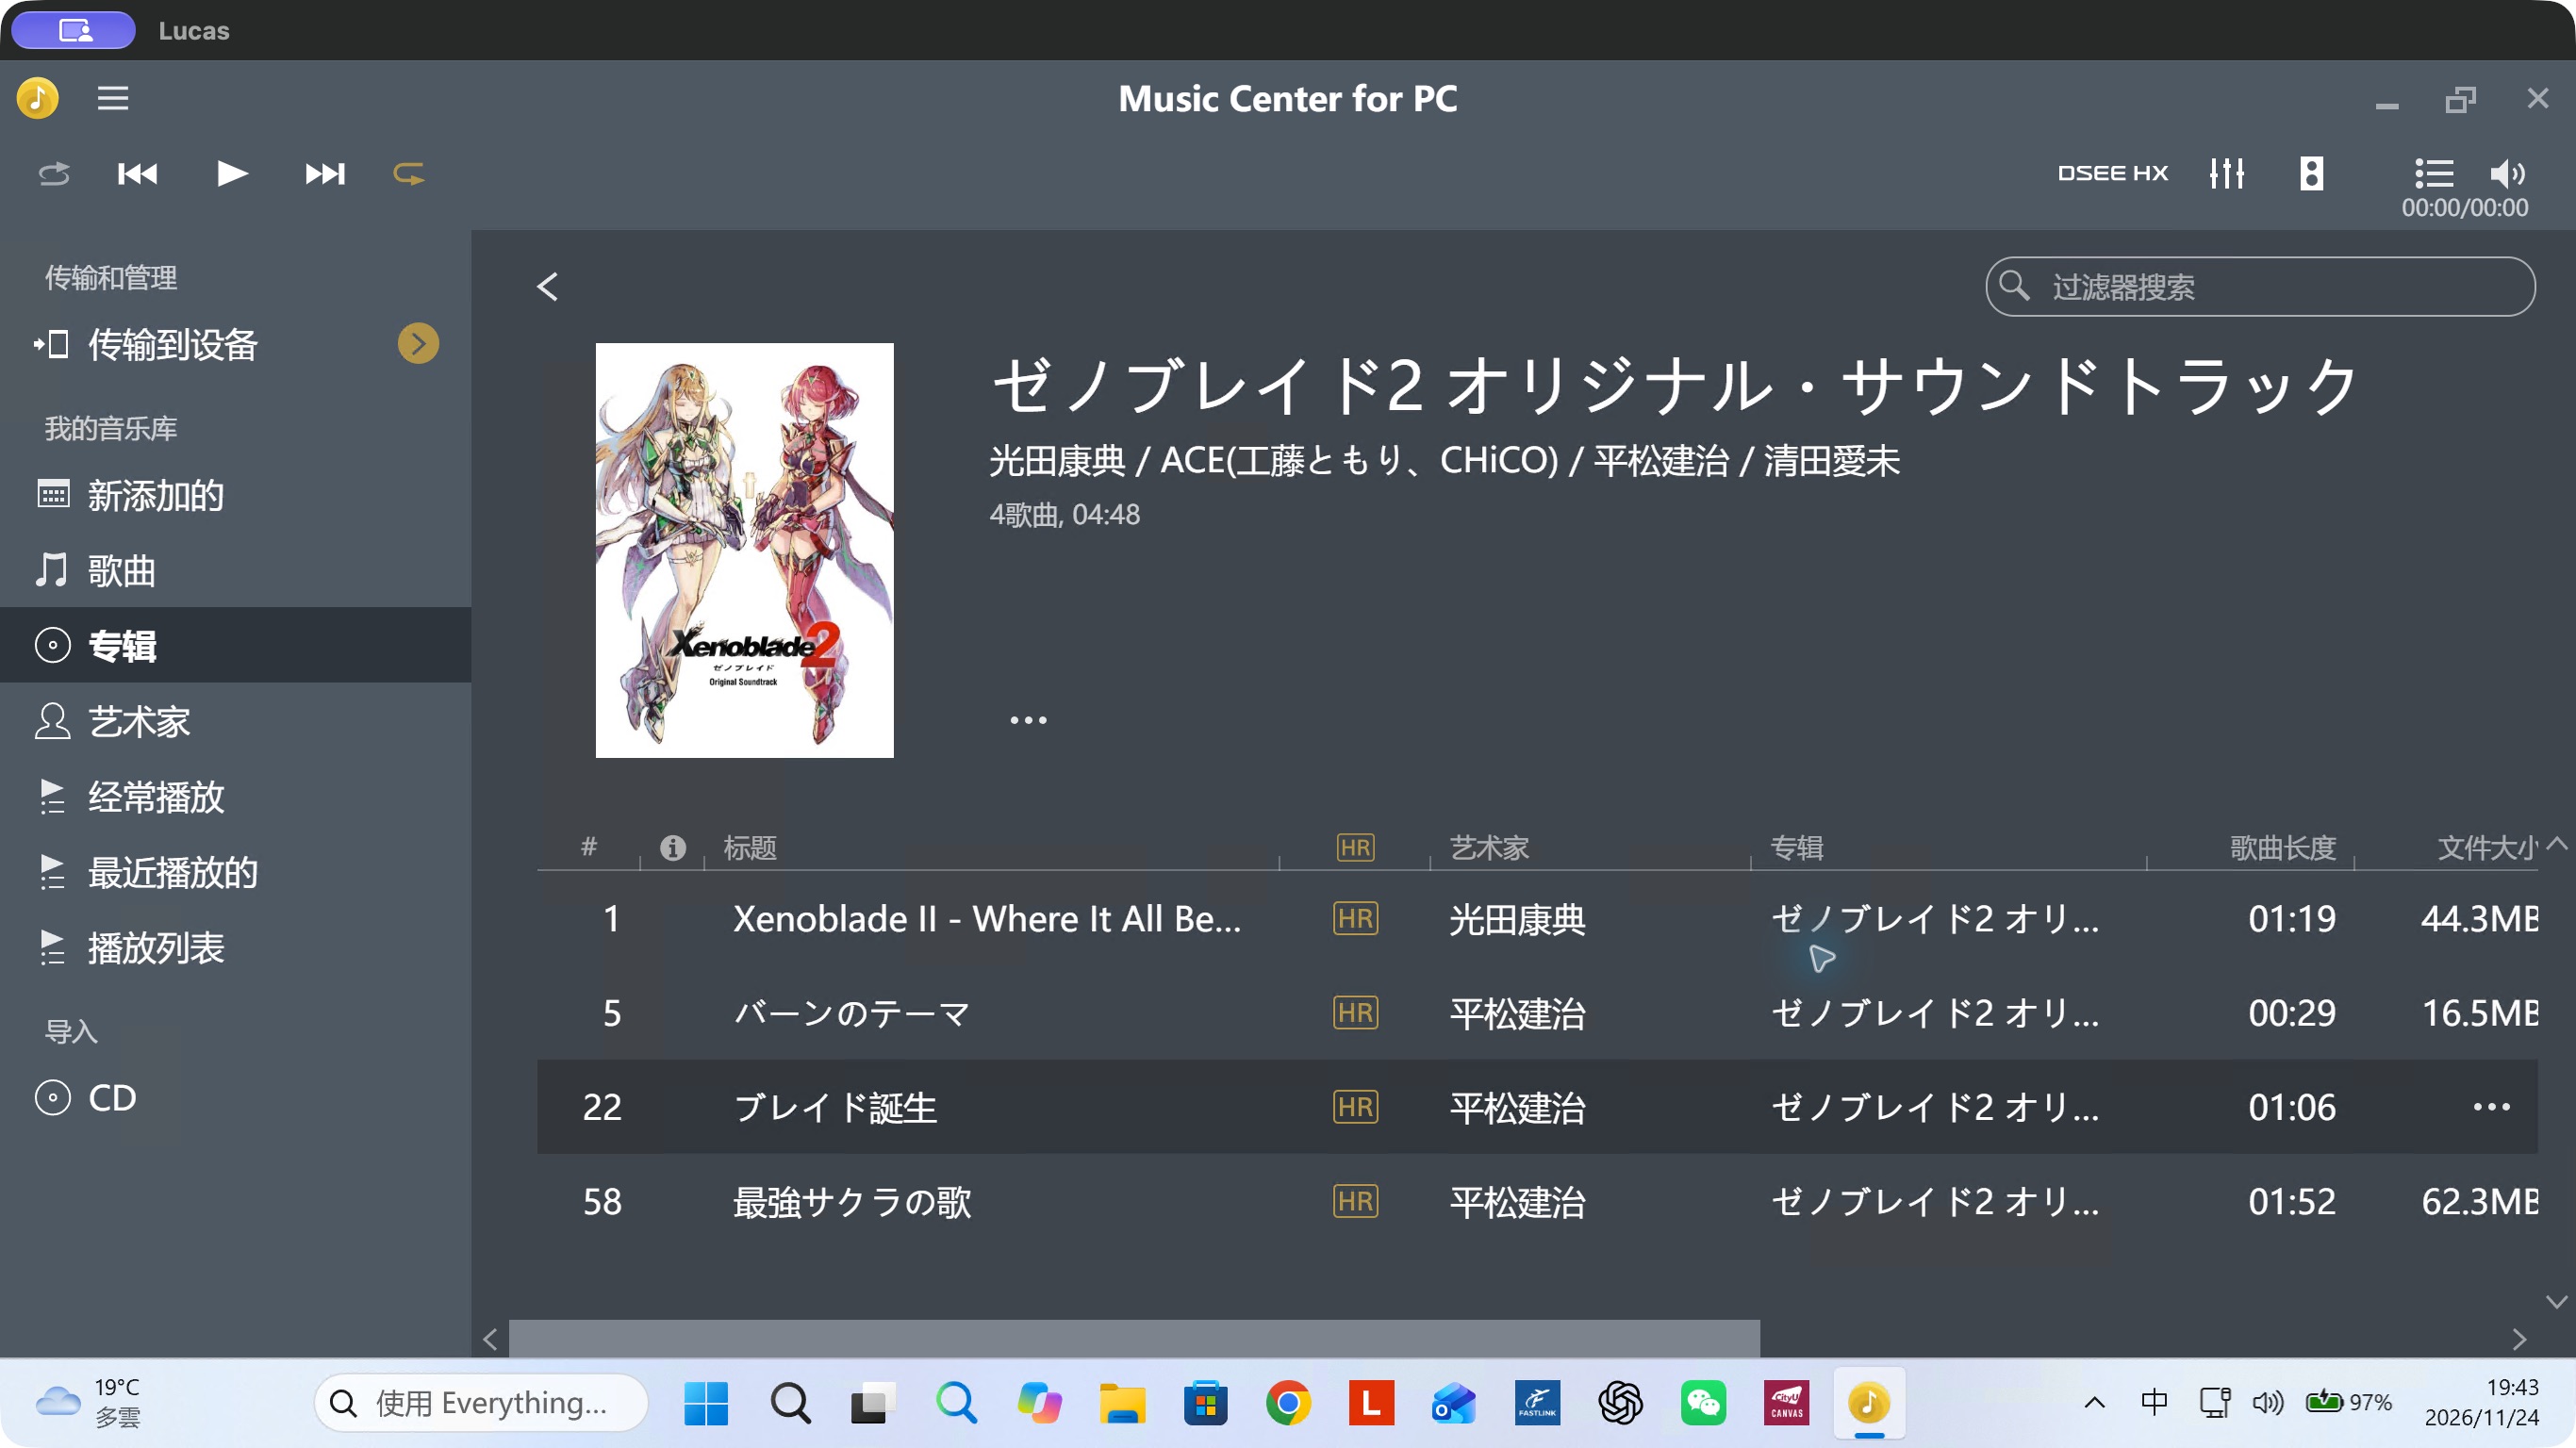 Lucas
Music Center for PC
DSEE HX
00:00/00:00
传输和管理
传输到设备
我的音乐库
新添加的
歌曲
专辑
艺术家
经常播放
最近播放的
播放列表
导入
CD
过滤器搜索
Xenoblade2
ゼノブレイド
Original Soundtrack
ゼノブレイド2 オリジナル・サウンドトラック
光田康典 / ACE(工藤ともり、CHiCO) / 平松建治 / 清田愛未
4歌曲, 04:48
# 标题 HR 艺术家 专辑 歌曲长度 文件大小
1 Xenoblade II - Where It All Be... HR 光田康典 ゼノブレイド2 オリ... 01:19 44.3MB
5 バーンのテーマ HR 平松建治 ゼノブレイド2 オリ... 00:29 16.5MB
22 ブレイド誕生 HR 平松建治 ゼノブレイド2 オリ... 01:06
58 最強サクラの歌 HR 平松建治 ゼノブレイド2 オリ... 01:52 62.3MB
19°C
多雲
使用 Everything...
L
FASTLINK
CityU
CANVAS
中
97%
19:43
2026/11/24